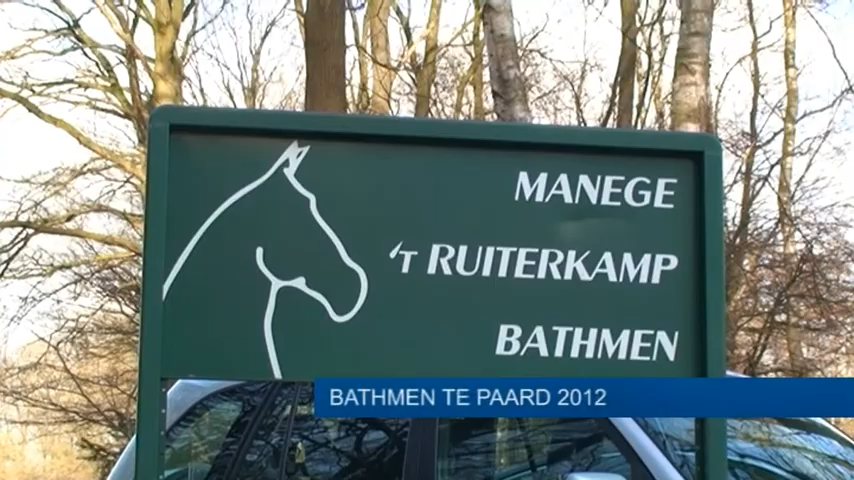 MANEGE
'T RUITERKAMP
BATHMEN
BATHMEN TE PAARD 2012